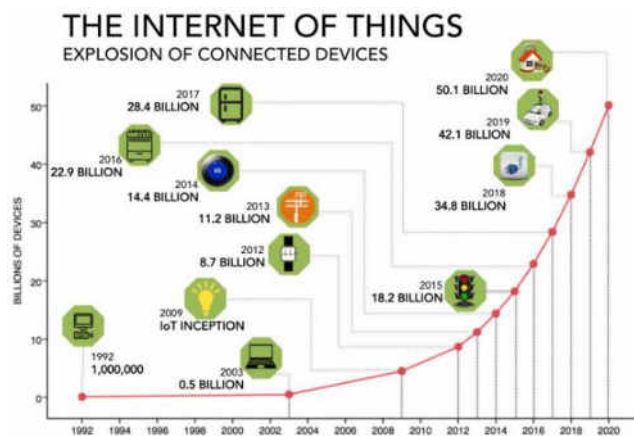 THE INTERNET OF THINGS
EXPLOSION OF CONNECTED DEVICES
2017
28.4 BILLION
2020
50.1 BILLION
2016
22.9 BILLION
2019
42.1 BILLION
2014
14.4 BILLION
2018
34.8 BILLION
2013
11.2 BILLION
2012
8.7 BILLION
2015
18.2 BILLION
2009
IoT INCEPTION
1992
1,000,000
2003
0.5 BILLION
BILLIONS OF DEVICES
50
40
30
20
10
0
1992 1994 1996 1998 2000 2002 2004 2006 2008 2010 2012 2014 2016 2018 2020